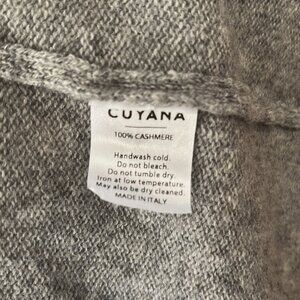 CUYANA
100% CASHMERE
Handwash cold.
Do not bleach.
Do not tumble dry.
Iron at low temperature.
May also be dry cleaned.
MADE IN ITALY